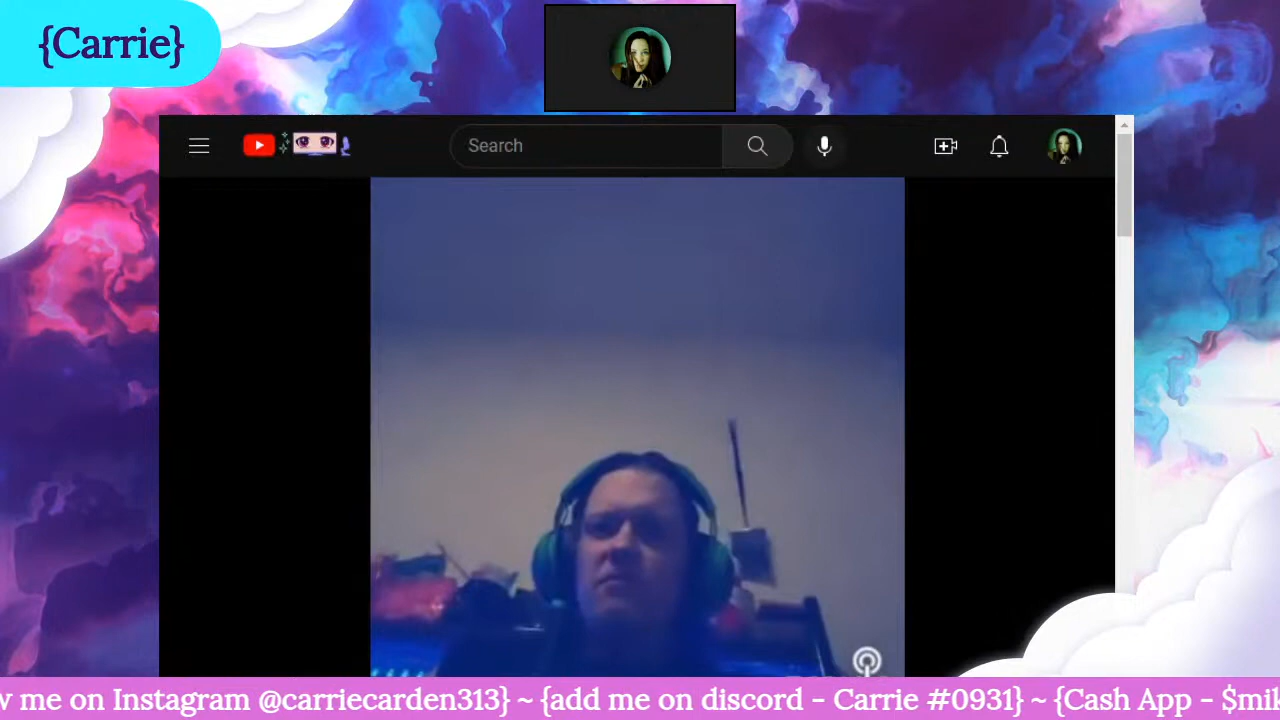 {Carrie}
Search
w me on Instagram @carriecarden313} ~ {add me on discord - Carrie #0931} ~ {Cash App - $mil